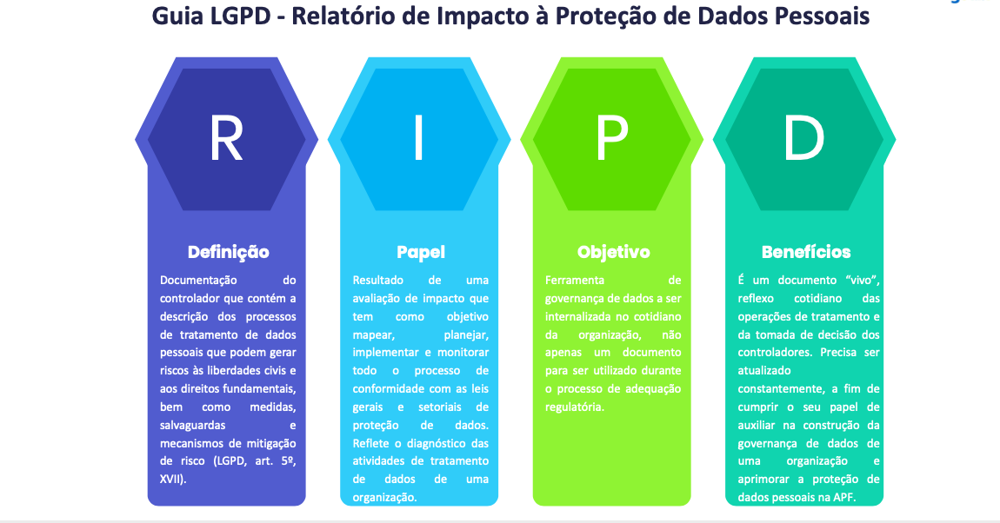 Guia LGPD - Relatório de Impacto à Proteção de Dados Pessoais
R
Definição
Documentação do
controlador que contém a
descrição dos processos
de tratamento de dados
pessoais que podem gerar
riscos às liberdades civis e
aos direitos fundamentais,
bem como medidas,
salvaguardas e
mecanismos de mitigação
de risco (LGPD, art. 5º,
XVII).
I
Papel
Resultado de uma
avaliação de impacto que
tem como objetivo
mapear, planejar,
implementar e monitorar
todo o processo de
conformidade com as leis
gerais e setoriais de
proteção de dados.
Reflete o diagnóstico das
atividades de tratamento
de dados de uma
organização.
P
Objetivo
Ferramenta de
governança de dados a ser
internalizada no cotidiano
da organização, não
apenas um documento
para ser utilizado durante
o processo de adequação
regulatória.
D
Benefícios
É um documento “vivo”,
reflexo cotidiano das
operações de tratamento e
da tomada de decisão dos
controladores. Precisa ser
atualizado
constantemente, a fim de
cumprir o seu papel de
auxiliar na construção da
governança de dados de
uma organização e
aprimorar a proteção de
dados pessoais na APF.